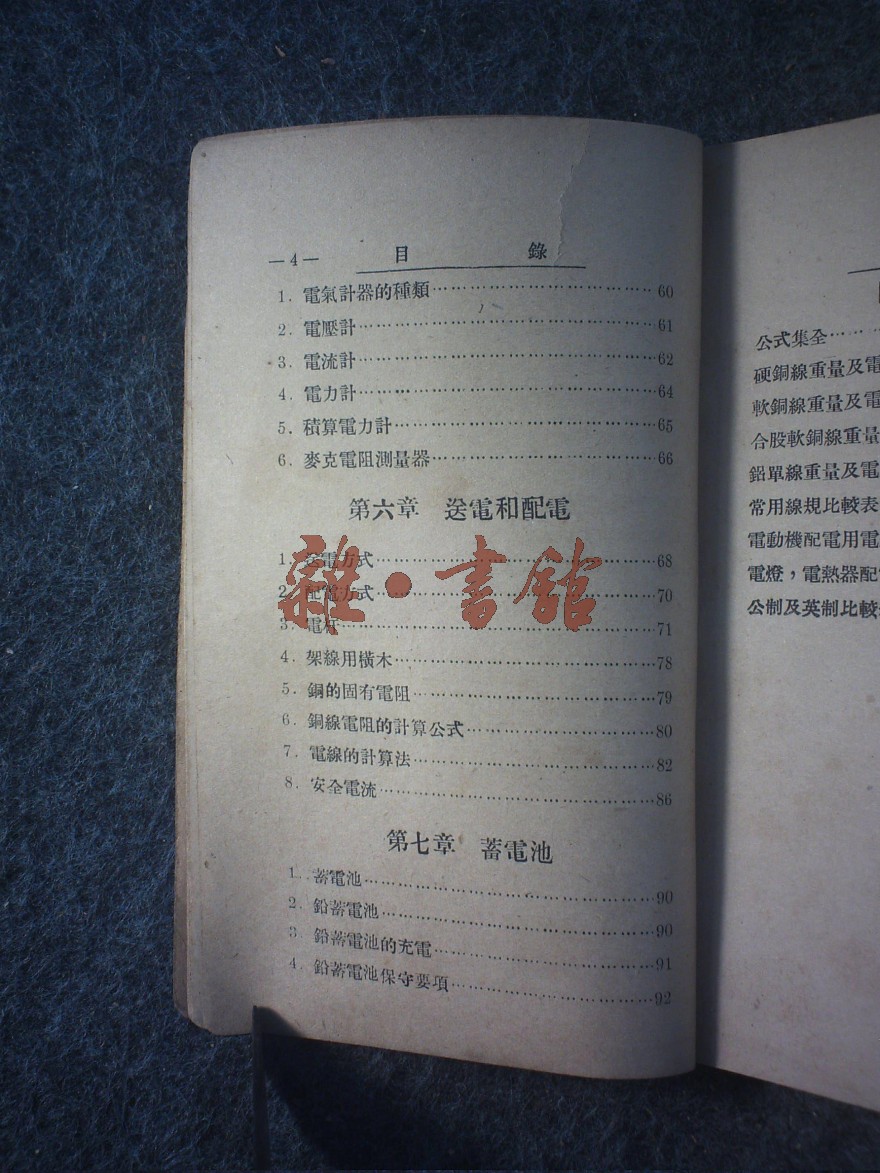 —4— 目 錄
1. 電氣計器的種類……60
2. 電壓計……61
3. 電流計……62
4. 電力計……64
5. 積算電力計……65
6. 麥克電阻測量器……66
第六章 送電和配電
1. 送電方式……68
2. 配電方式……70
3. 電杆……71
4. 架線用橫木……78
5. 銅的固有電阻……79
6. 銅線電阻的計算公式……80
7. 電線的計算法……82
8. 安全電流……86
第七章 蓄電池
1. 蓄電池……90
2. 鉛蓄電池……90
3. 鉛蓄電池的充電……91
4. 鉛蓄電池保守要項……92
雜·書館
公式集全……
硬銅線重量及電
軟銅線重量及電
合股軟銅線重量
鋁單線重量及電
常用線規比較表
電動機配電用電
電燈，電熱器配
公制及英制比較